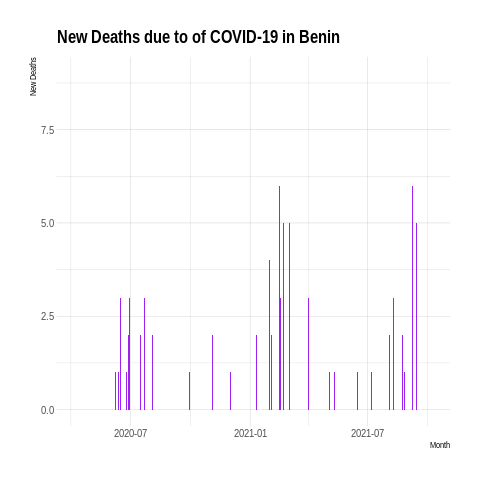 New Deaths due to of COVID-19 in Benin
New Deaths
7.5
5.0
2.5
0.0
2020-07
2021-01
2021-07
Month